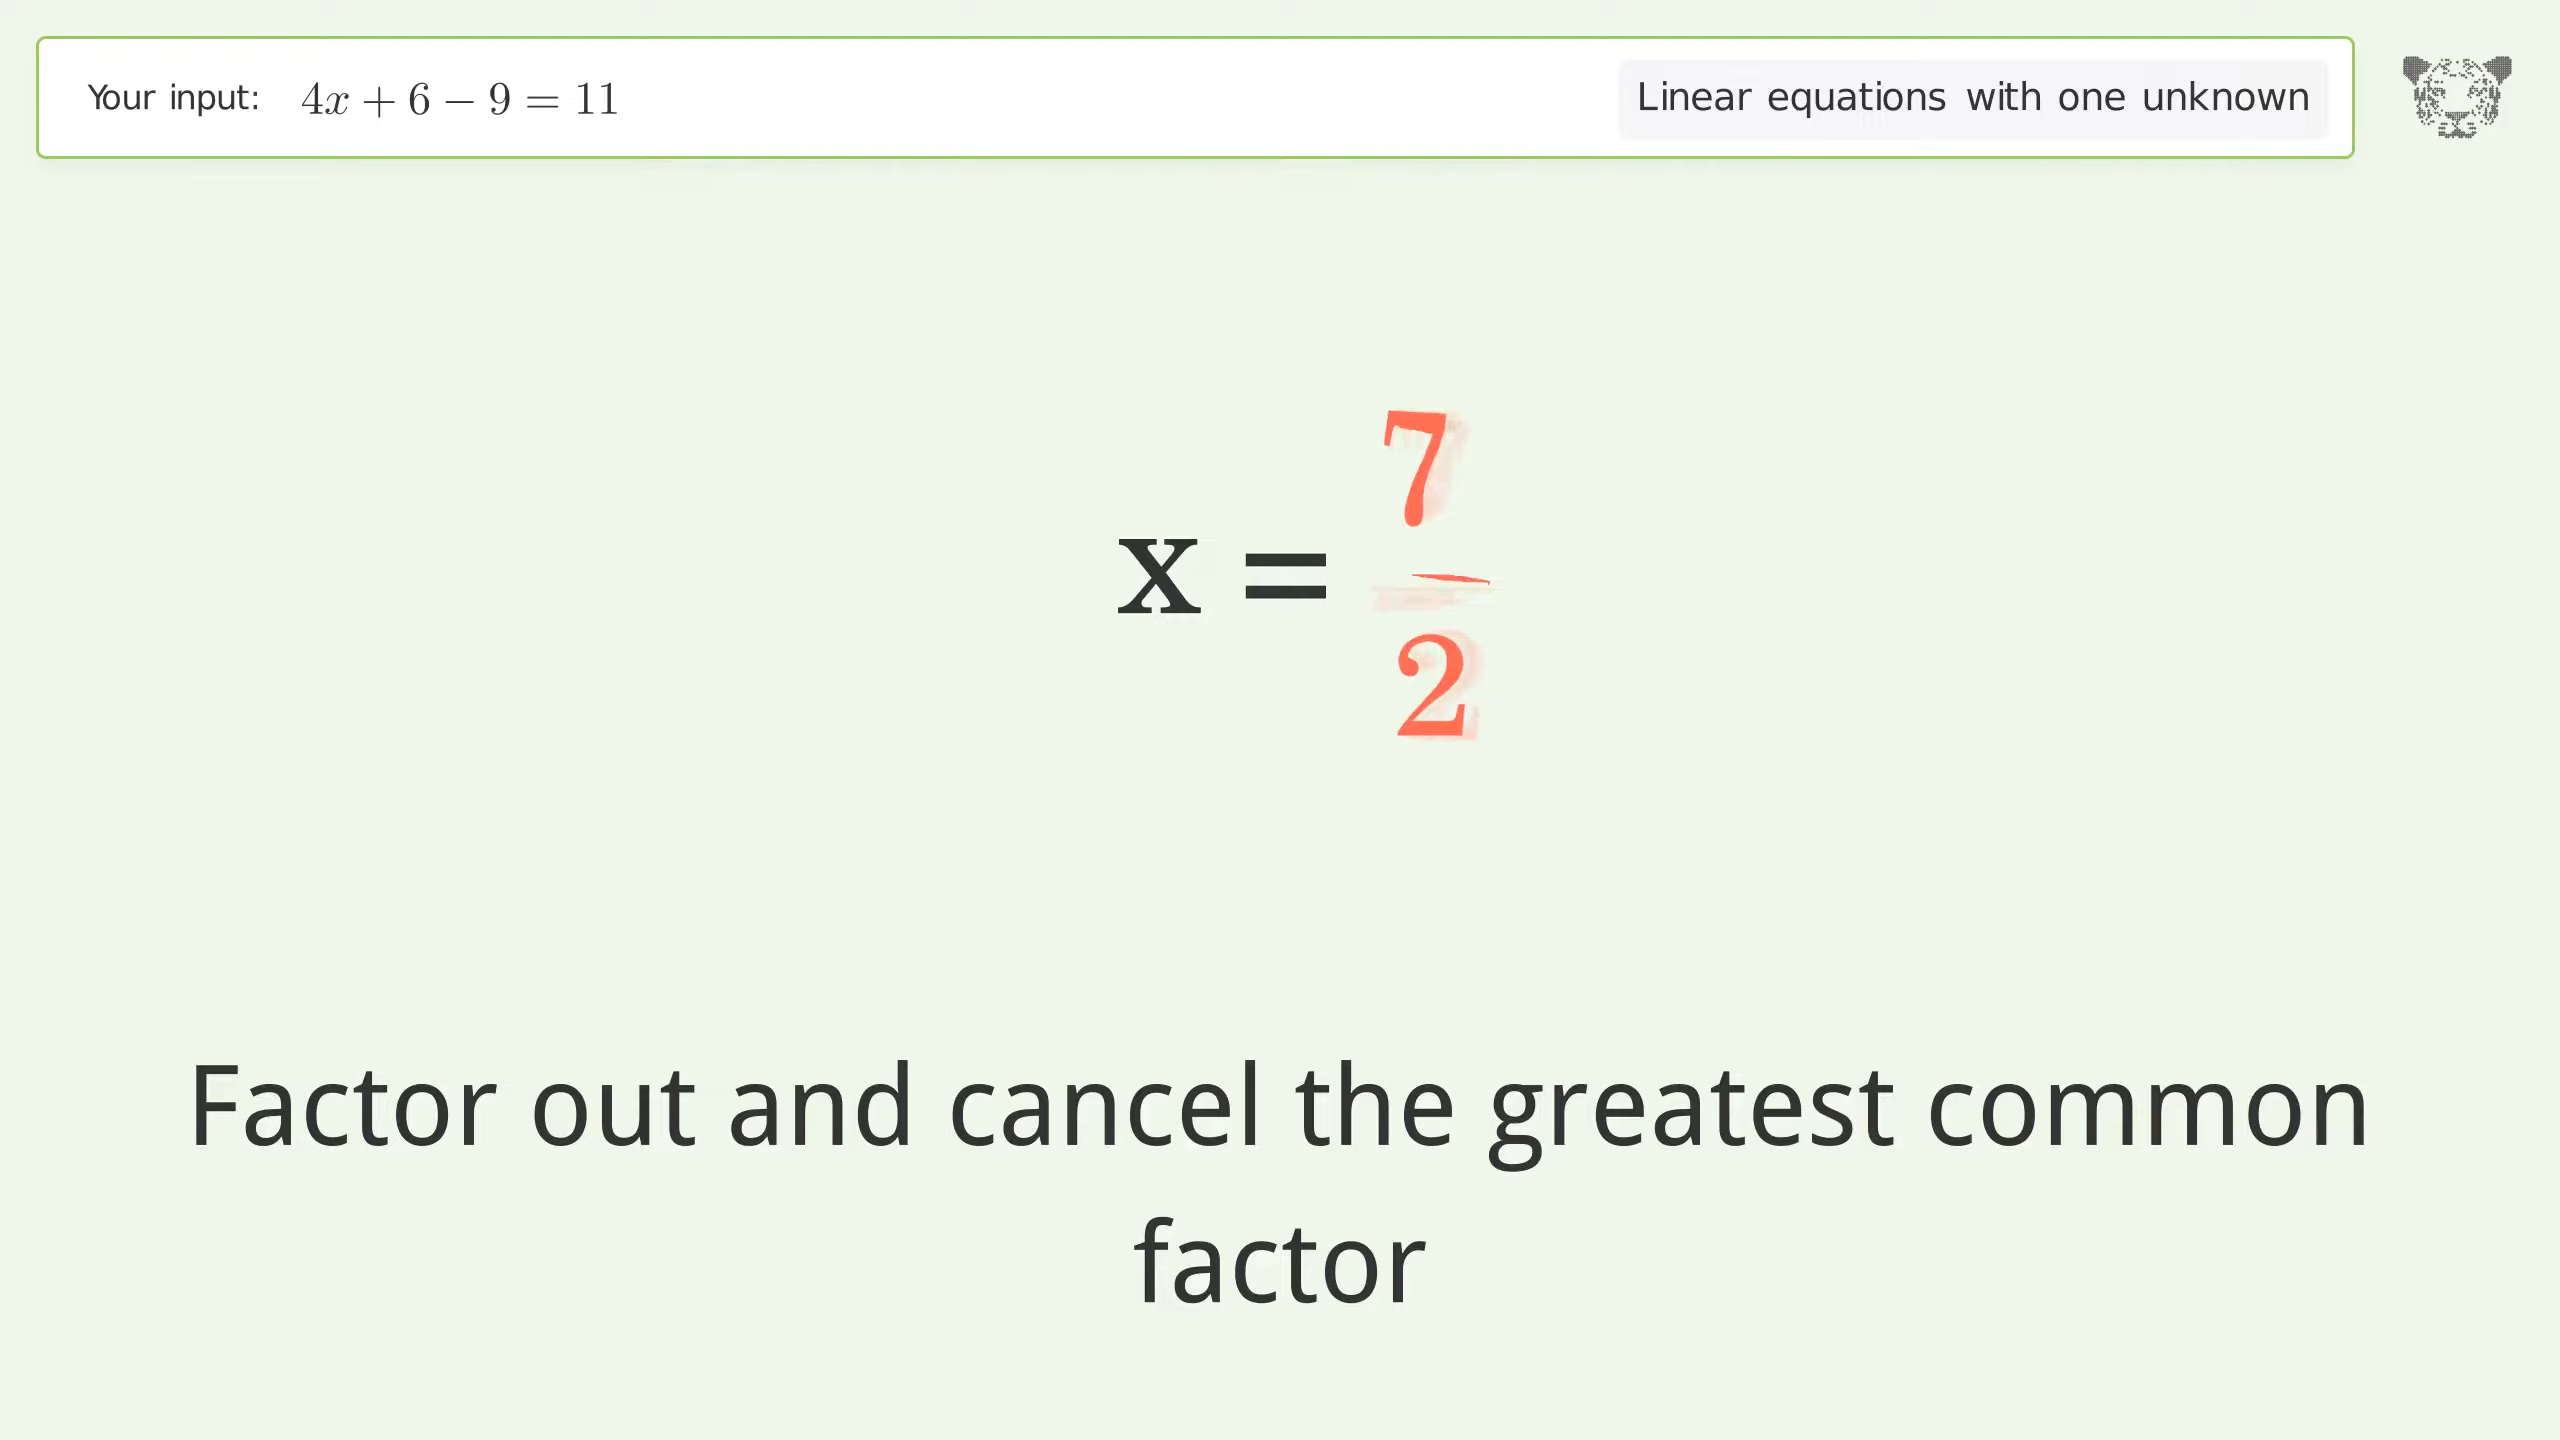 Your input: 4x + 6 − 9 = 11
Linear equations with one unknown
x = 7/2
Factor out and cancel the greatest common
factor